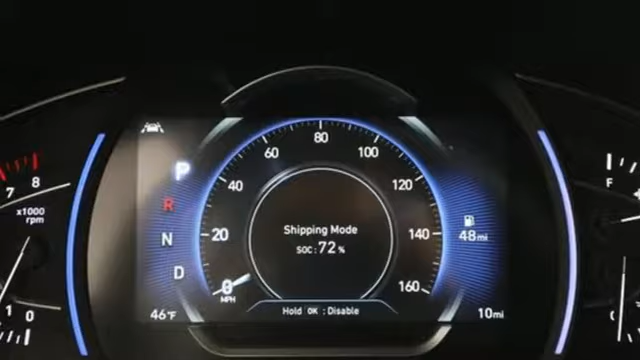 80
60
100
40
120
P
7
8
R
x1000
rpm
20
Shipping Mode
SOC : 72 %
140
48mi
N
D
0
MPH
160
1
0
46°F
Hold OK : Disable
10mi
F